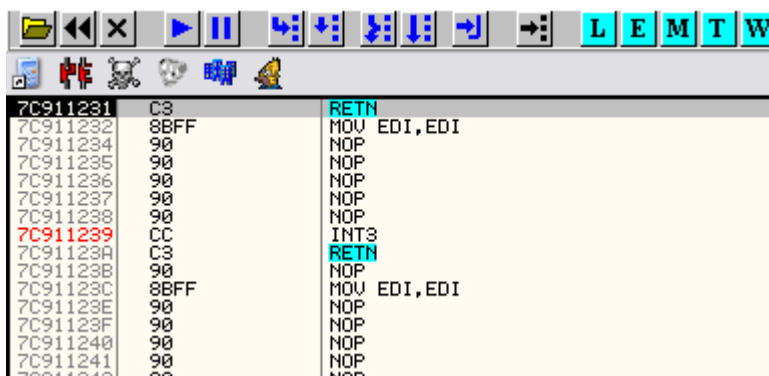 L E M T W
7C911231 C3 RETN
7C911232 8BFF MOV EDI,EDI
7C911234 90 NOP
7C911235 90 NOP
7C911236 90 NOP
7C911237 90 NOP
7C911238 90 NOP
7C911239 CC INT3
7C91123A C3 RETN
7C91123B 90 NOP
7C91123C 8BFF MOV EDI,EDI
7C91123E 90 NOP
7C91123F 90 NOP
7C911240 90 NOP
7C911241 90 NOP